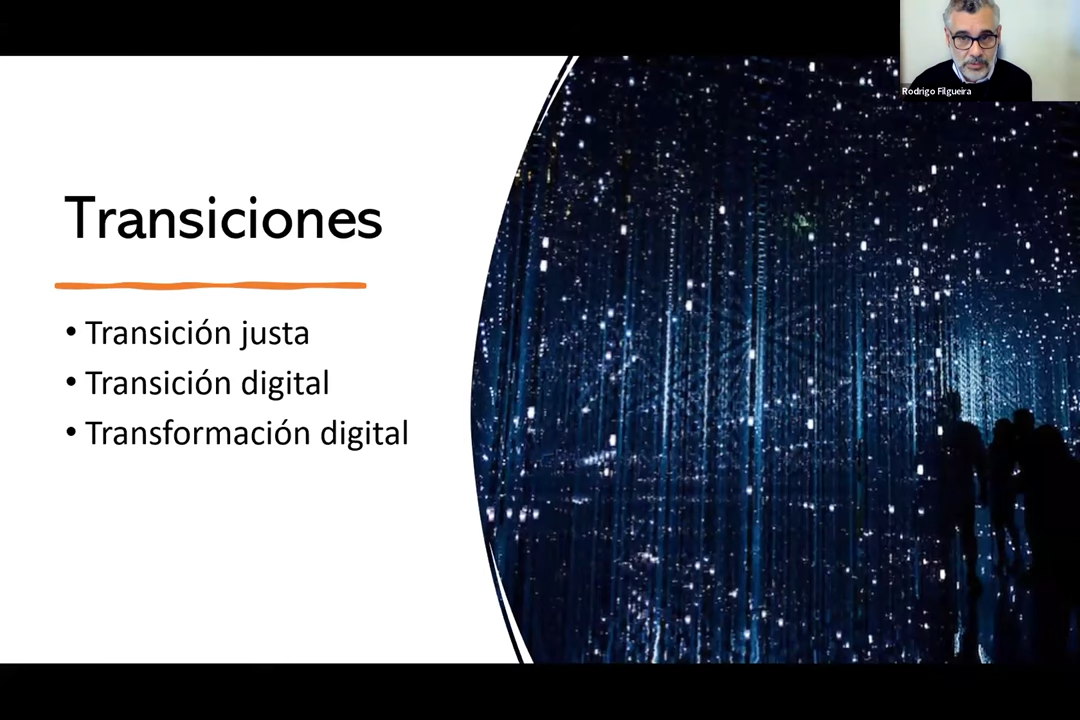 Rodrigo Filgueira
Transiciones
• Transición justa
• Transición digital
• Transformación digital